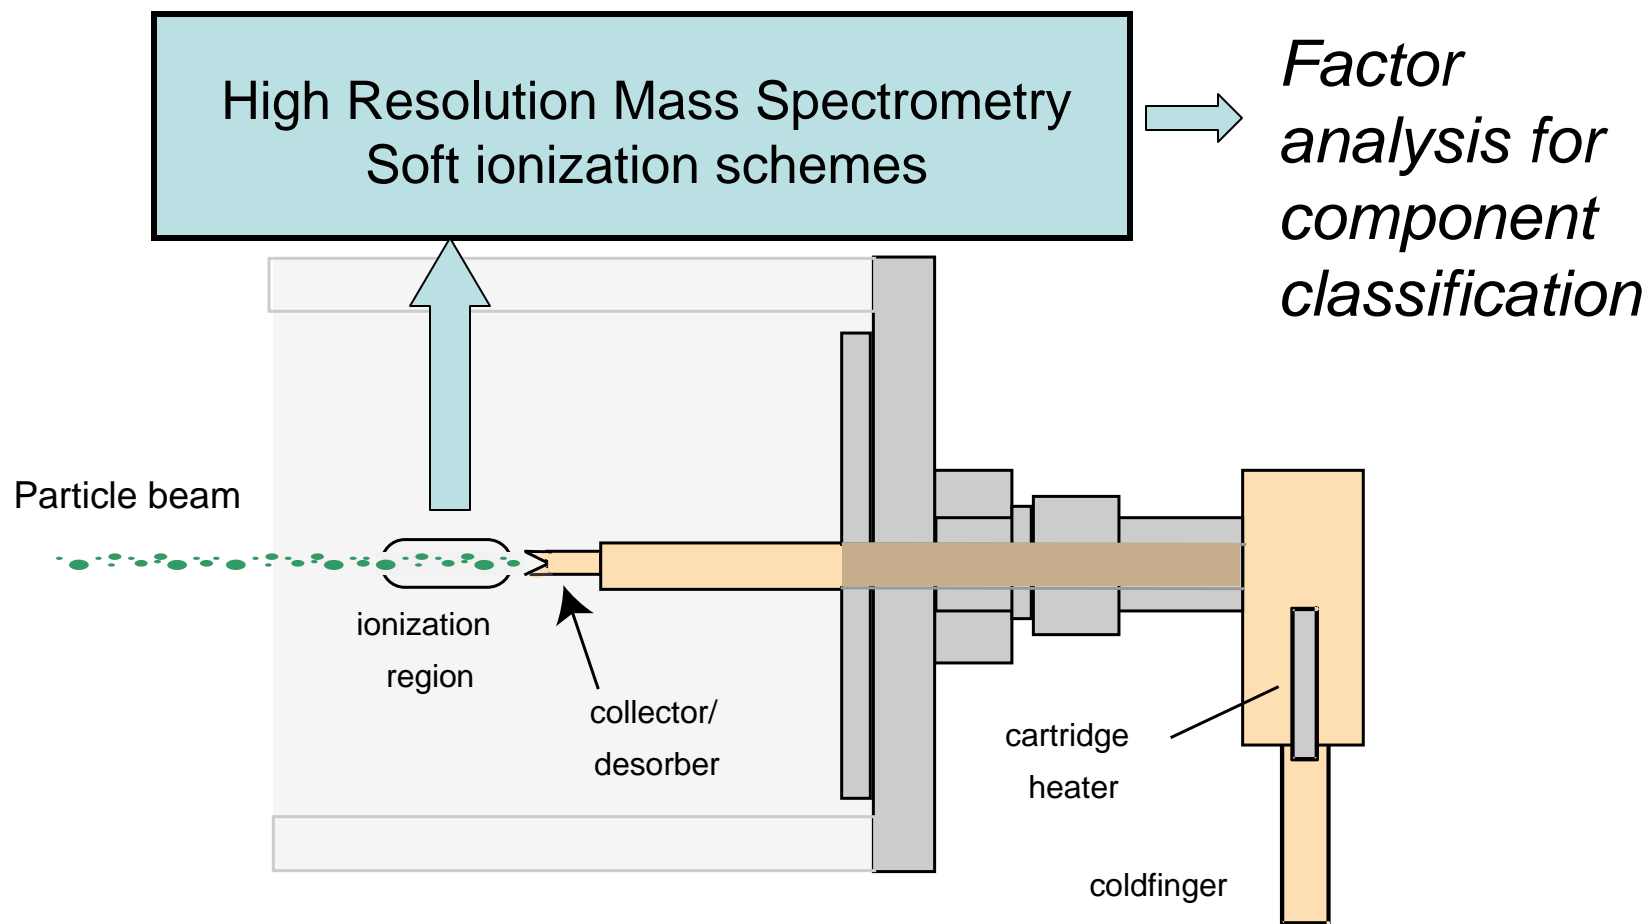 High Resolution Mass Spectrometry
Soft ionization schemes
Factor
analysis for
component
classification
Particle beam
ionization
region
collector/
desorber
cartridge
heater
coldfinger